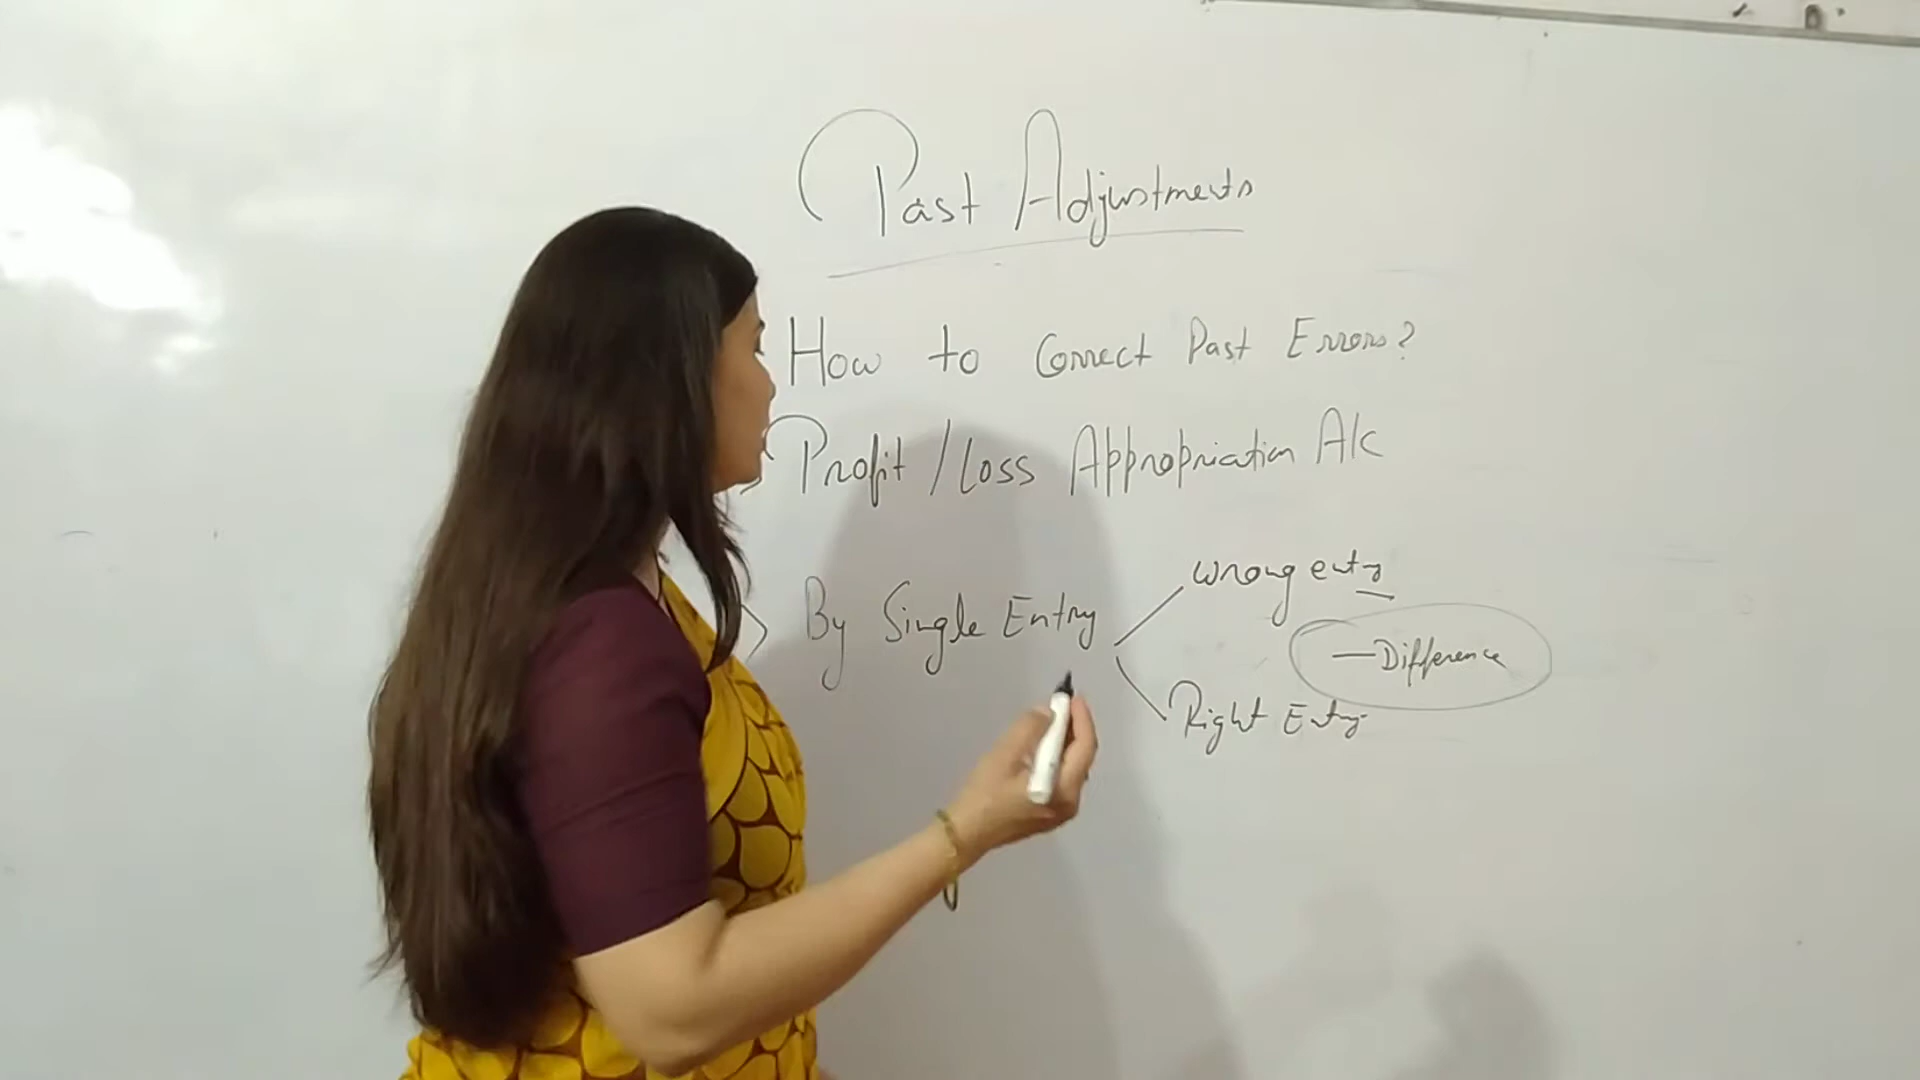 Past Adjustments
How to Correct Past Errors?
Profit / Loss Appropriation A/c
> By Single Entry
Wrong entry
— Difference
Right Entry